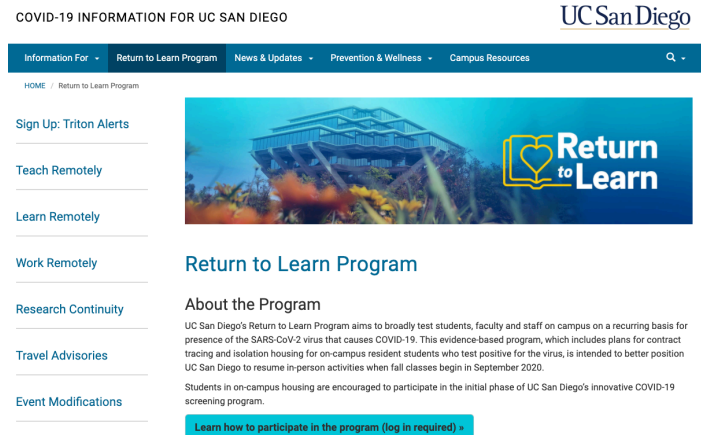 COVID-19 INFORMATION FOR UC SAN DIEGO
UC San Diego
Information For
Return to Learn Program
News & Updates
Prevention & Wellness
Campus Resources
HOME / Return to Learn Program
Sign Up: Triton Alerts
Teach Remotely
Learn Remotely
Work Remotely
Research Continuity
Travel Advisories
Event Modifications
Return
to Learn
Return to Learn Program
About the Program
UC San Diego's Return to Learn Program aims to broadly test students, faculty and staff on campus on a recurring basis for
presence of the SARS-CoV-2 virus that causes COVID-19. This evidence-based program, which includes plans for contract
tracing and isolation housing for on-campus resident students who test positive for the virus, is intended to better position
UC San Diego to resume in-person activities when fall classes begin in September 2020.
Students in on-campus housing are encouraged to participate in the initial phase of UC San Diego's innovative COVID-19
screening program.
Learn how to participate in the program (log in required) »